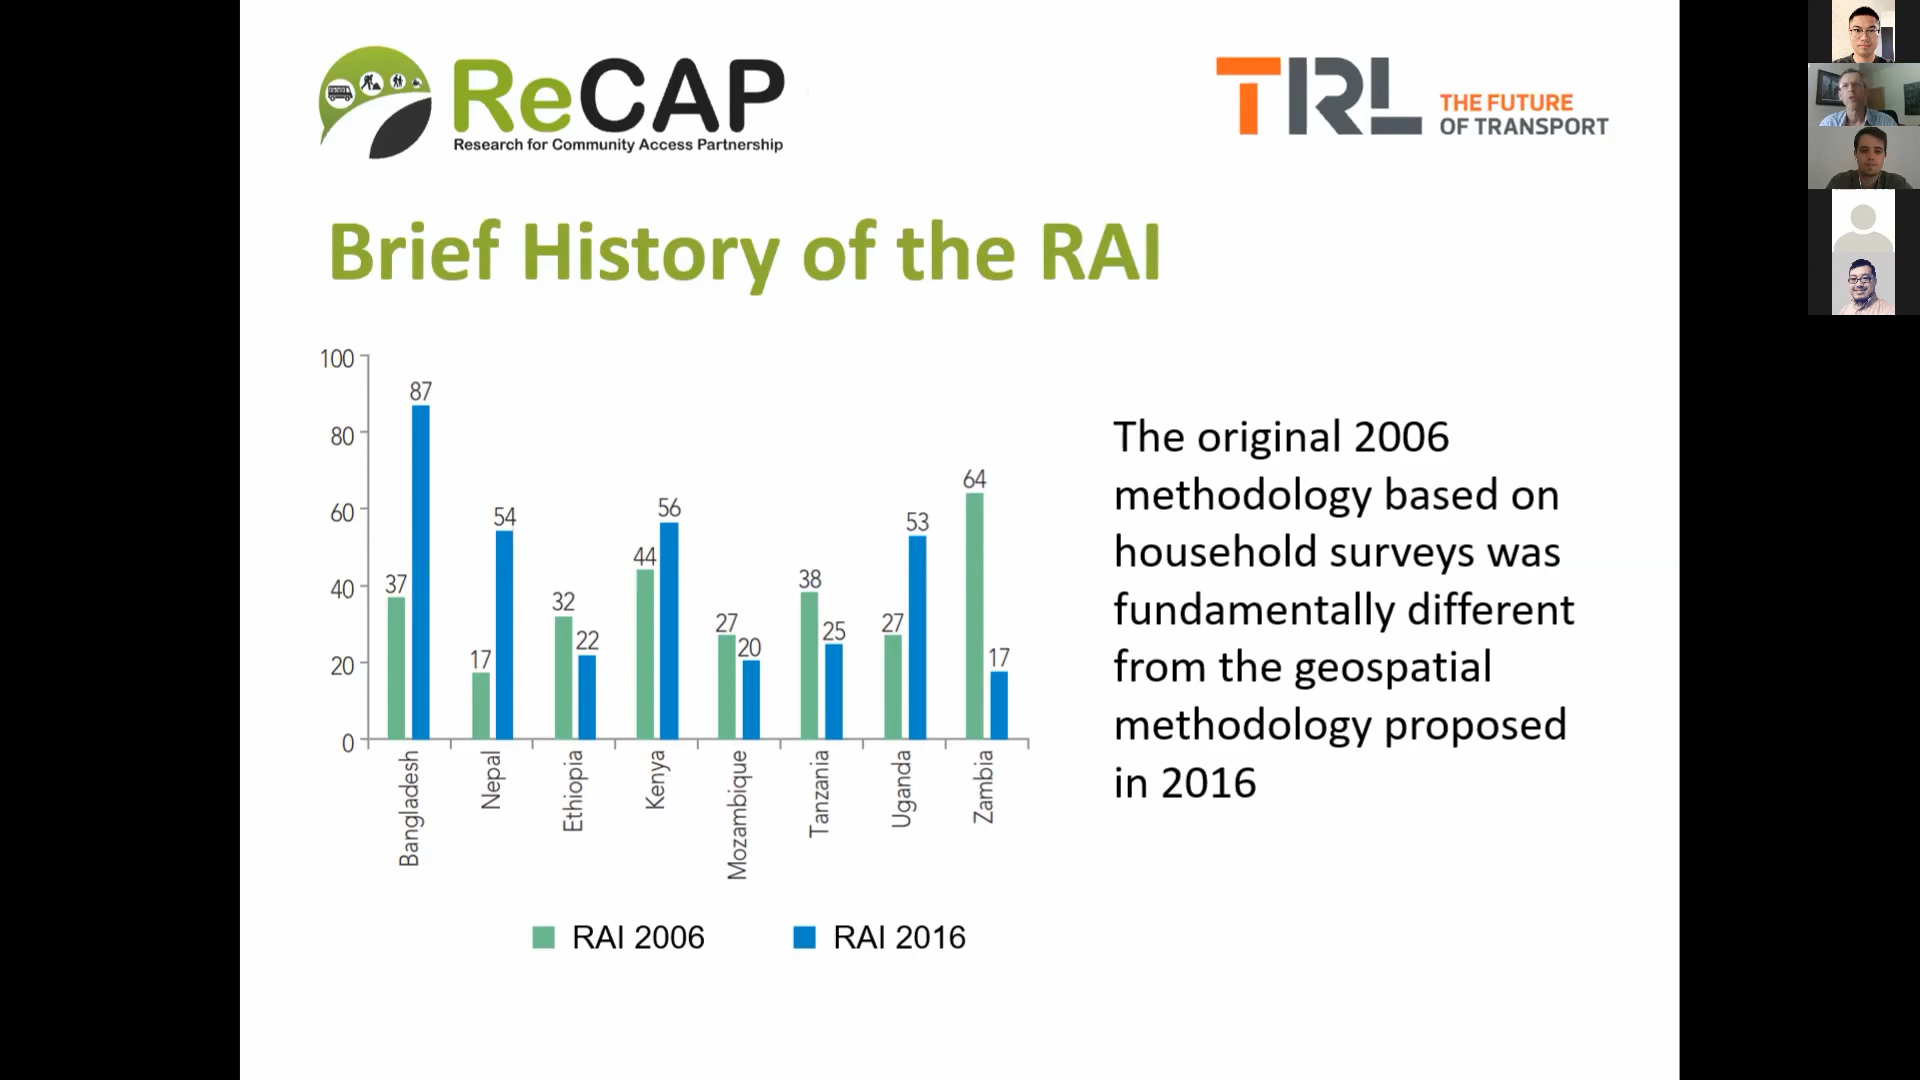 ReCAP
Research for Community Access Partnership
TRL
THE FUTURE
OF TRANSPORT
Brief History of the RAI
100
80
60
40
20
0
37
87
17
54
32
22
44
56
27
20
38
25
27
53
64
17
Bangladesh
Nepal
Ethiopia
Kenya
Mozambique
Tanzania
Uganda
Zambia
RAI 2006
RAI 2016
The original 2006
methodology based on
household surveys was
fundamentally different
from the geospatial
methodology proposed
in 2016